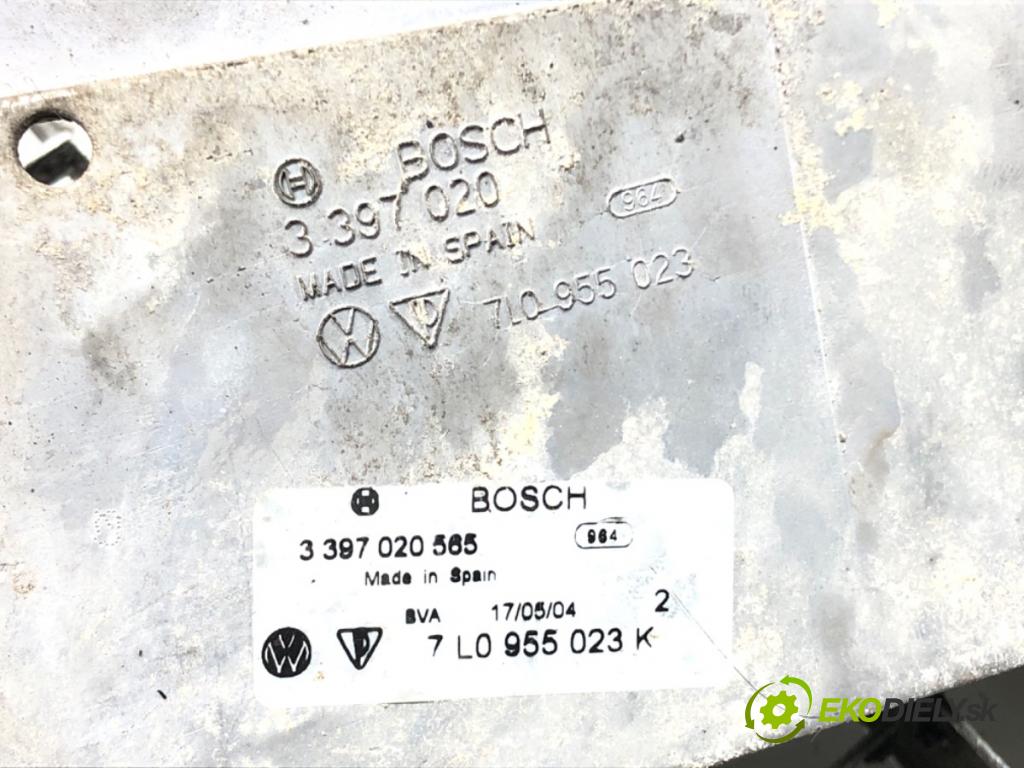 BOSCH
3 397 020
964
MADE IN SPAIN
7L0 955 023
BOSCH
3 397 020 565
964
Made in Spain
BVA 17/05/04 2
7 L0 955 023 K
EKODIELY.sk